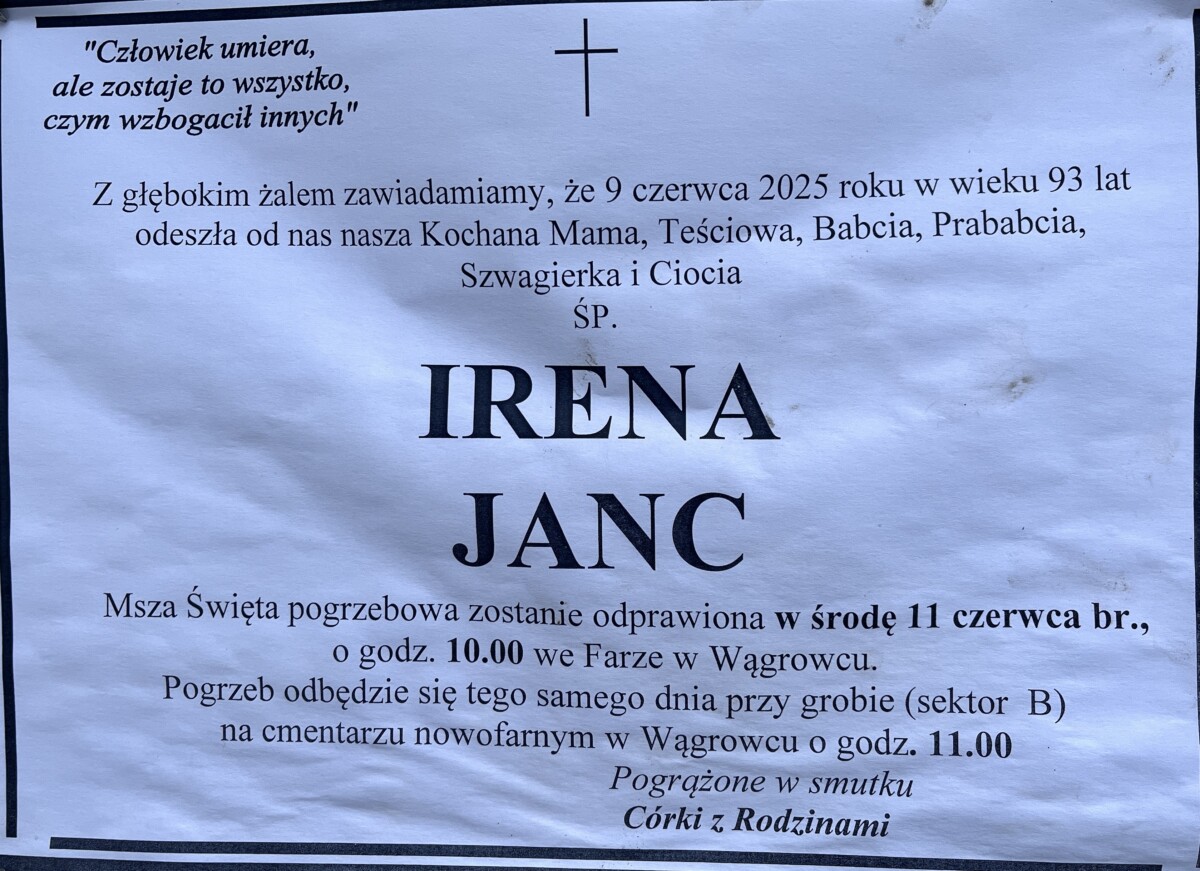 "Człowiek umiera,
ale zostaje to wszystko,
czym wzbogacił innych"
Z głębokim żalem zawiadamiamy, że 9 czerwca 2025 roku w wieku 93 lat
odeszła od nas nasza Kochana Mama, Teściowa, Babcia, Prababcia,
Szwagierka i Ciocia
ŚP.
IRENA
JANC
Msza Święta pogrzebowa zostanie odprawiona w środę 11 czerwca br.,
o godz. 10.00 we Farze w Wągrowcu.
Pogrzeb odbędzie się tego samego dnia przy grobie (sektor B)
na cmentarzu nowofarnym w Wągrowcu o godz. 11.00
Pogrążone w smutku
Córki z Rodzinami